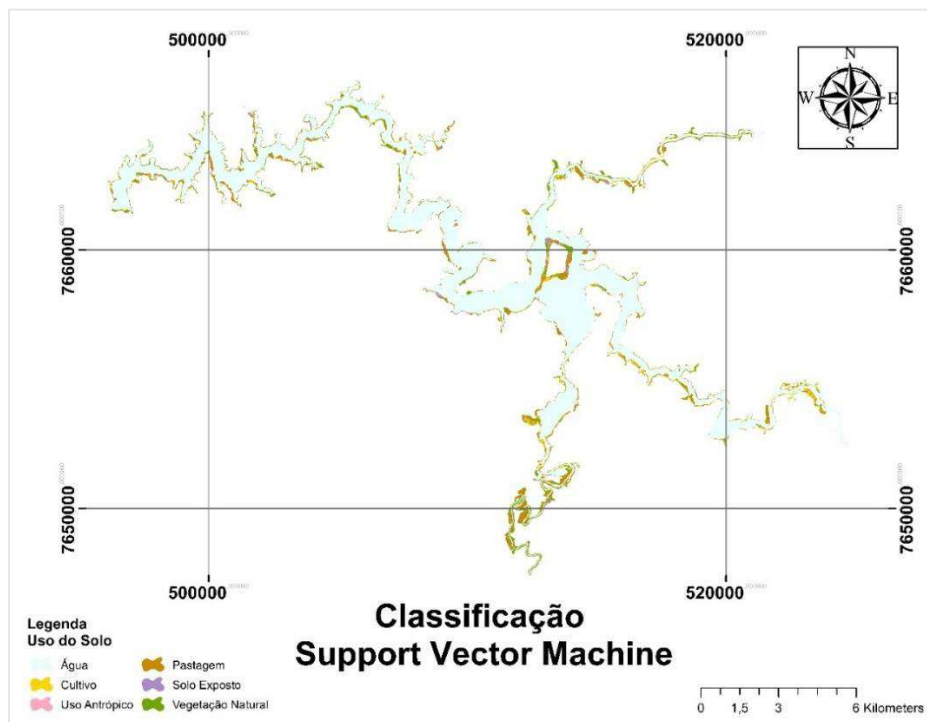 500000
520000
N
W E
S
7660000
7660000
7650000
7650000
500000
520000
Classificação
Support Vector Machine
Legenda
Uso do Solo
Água
Pastagem
Cultivo
Solo Exposto
Uso Antrópico
Vegetação Natural
0 1,5 3 6 Kilometers